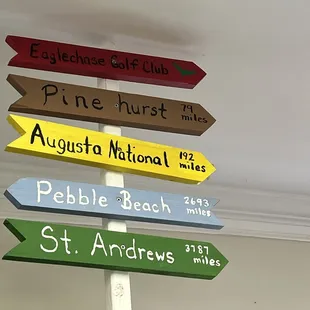 Eaglechase Golf Club
Pine hurst 79 miles
Augusta National 192 miles
Pebble Beach 2693 miles
St. Andrews 3787 miles